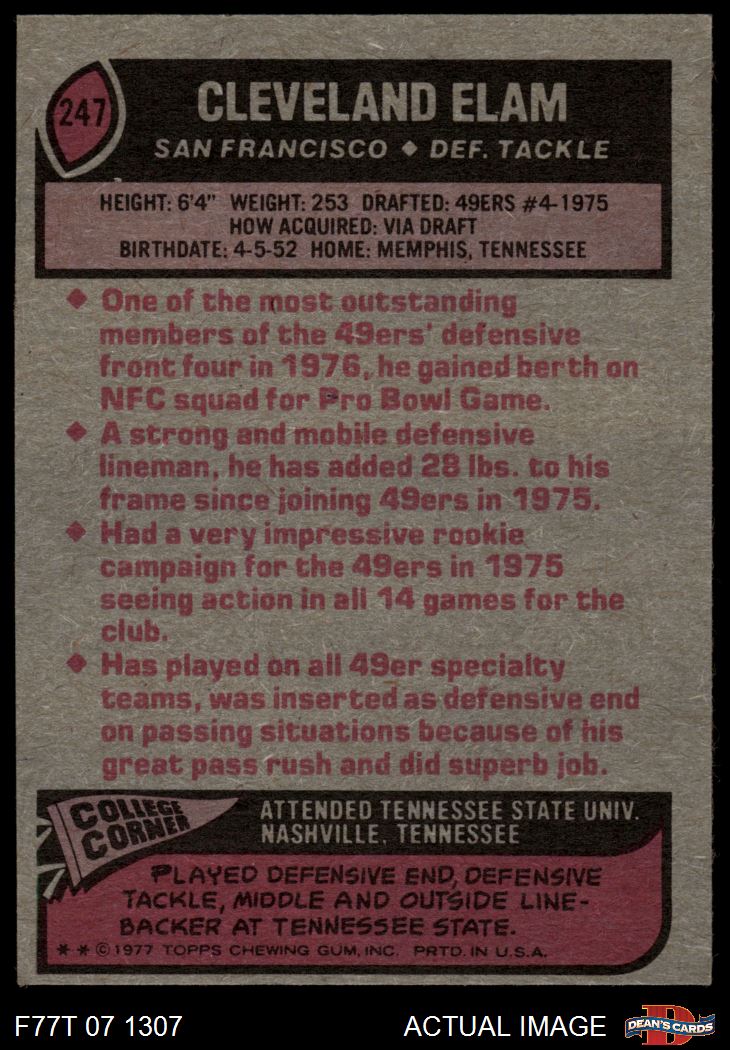 247
CLEVELAND ELAM
SAN FRANCISCO ◆ DEF. TACKLE
HEIGHT: 6'4" WEIGHT: 253 DRAFTED: 49ERS #4-1975
HOW ACQUIRED: VIA DRAFT
BIRTHDATE: 4-5-52 HOME: MEMPHIS, TENNESSEE
◆ One of the most outstanding
members of the 49ers' defensive
front four in 1976, he gained berth on
NFC squad for Pro Bowl Game.
◆ A strong and mobile defensive
lineman, he has added 28 lbs. to his
frame since joining 49ers in 1975.
◆ Had a very impressive rookie
campaign for the 49ers in 1975
seeing action in all 14 games for the
club.
◆ Has played on all 49er specialty
teams, was inserted as defensive end
on passing situations because of his
great pass rush and did superb job.
COLLEGE
CORNER
ATTENDED TENNESSEE STATE UNIV.
NASHVILLE, TENNESSEE
PLAYED DEFENSIVE END, DEFENSIVE
TACKLE, MIDDLE AND OUTSIDE LINE-
BACKER AT TENNESSEE STATE.
* * © 1977 TOPPS CHEWING GUM, INC. PRTD. IN U.S.A.
F77T 07 1307
ACTUAL IMAGE
D
DEAN'S CARDS